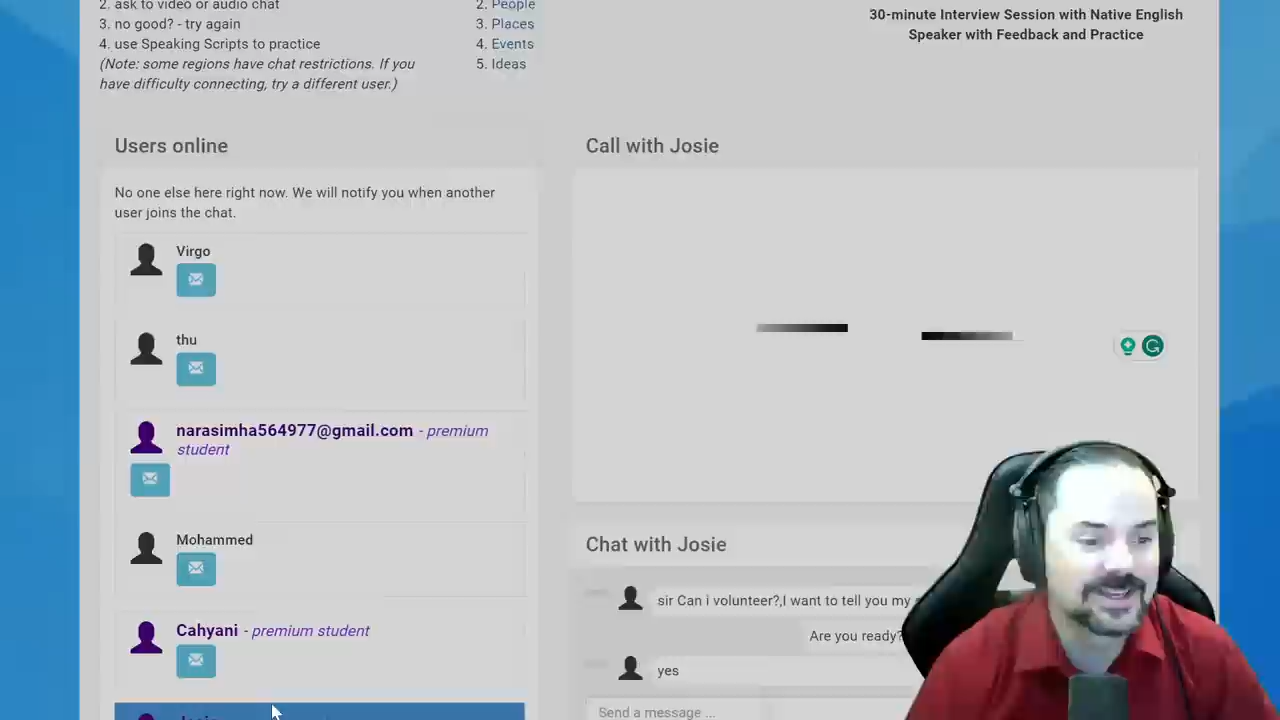 2. ask to video or audio chat
3. no good? - try again
4. use Speaking Scripts to practice
(Note: some regions have chat restrictions. If you
have difficulty connecting, try a different user.)
2. People
3. Places
4. Events
5. Ideas
30-minute Interview Session with Native English
Speaker with Feedback and Practice
Users online
No one else here right now. We will notify you when another
user joins the chat.
Virgo
thu
narasimha564977@gmail.com - premium
student
Mohammed
Cahyani - premium student
Call with Josie
Chat with Josie
sir Can i volunteer?,I want to tell you my
Are you ready?
yes
Send a message ...